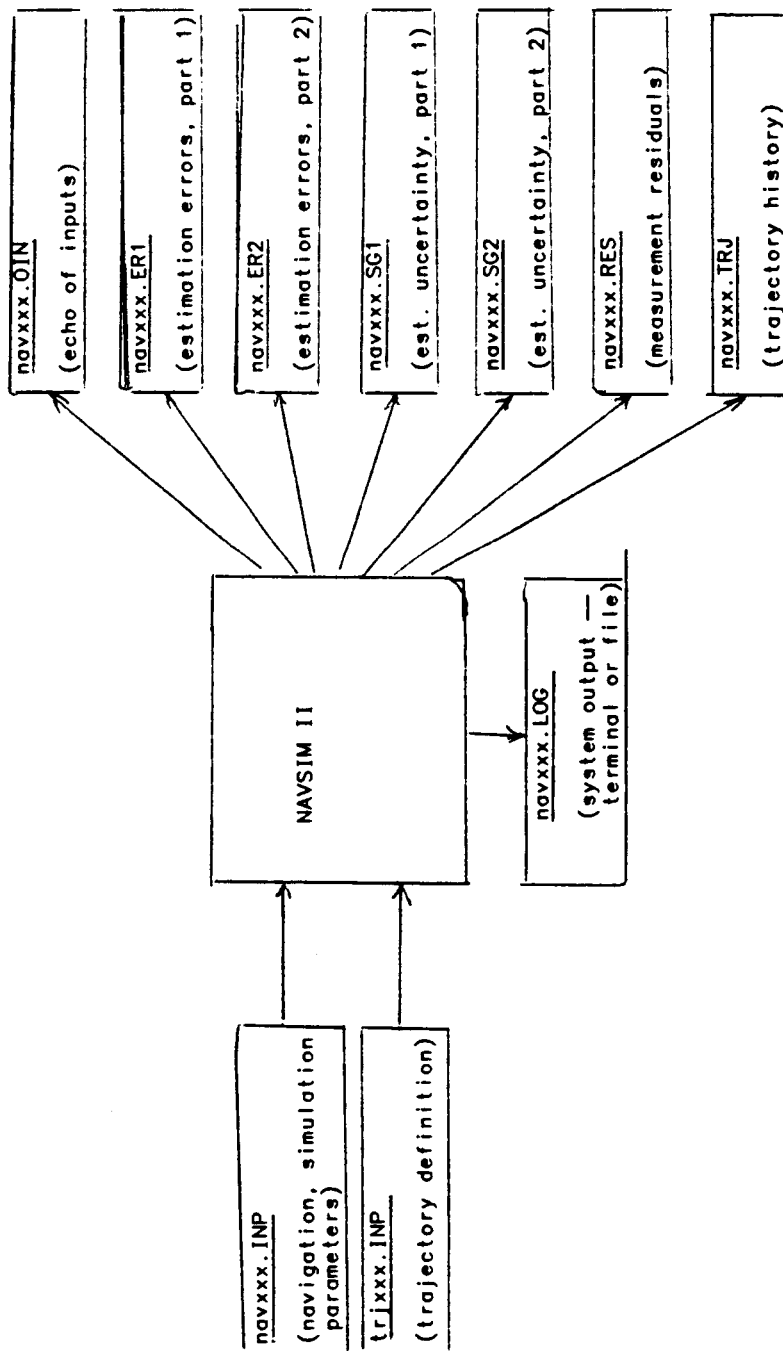 navxxx.INP
(navigation, simulation
parameters)
trjxxx.INP
(trajectory definition)
NAVSIM II
navxxx.LOG
(system output —
terminal or file)
navxxx.OIN
(echo of inputs)
navxxx.ER1
(estimation errors, part 1)
navxxx.ER2
(estimation errors, part 2)
navxxx.SG1
(est. uncertainty, part 1)
navxxx.SG2
(est. uncertainty, part 2)
navxxx.RES
(measurement residuals)
navxxx.TRJ
(trajectory history)